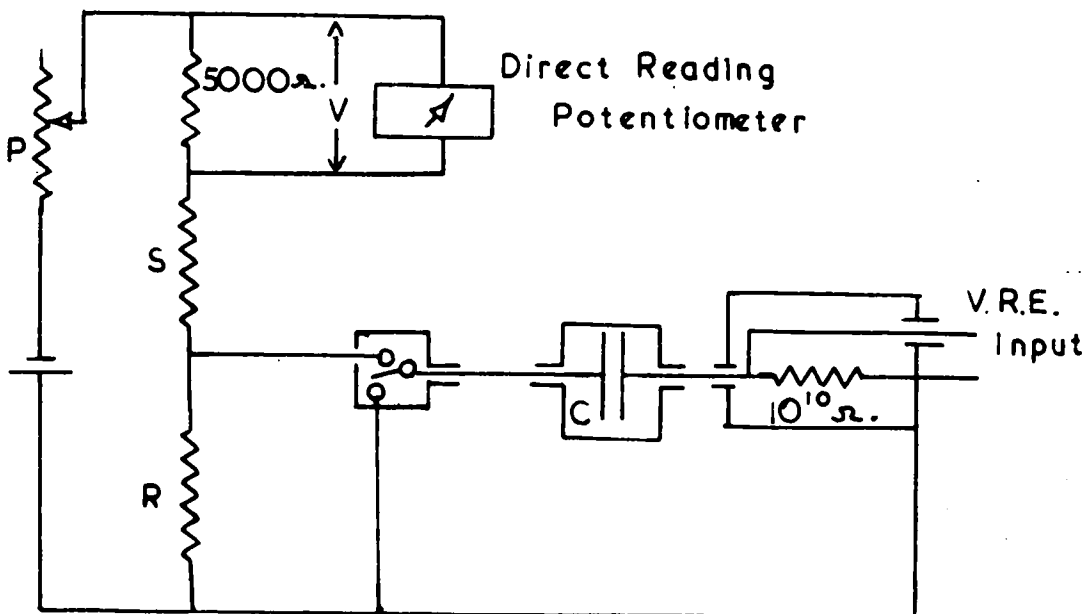 5000Ω.
V
Direct Reading
Potentiometer
P
S
V.R.E.
Input
C
10¹⁰Ω.
R